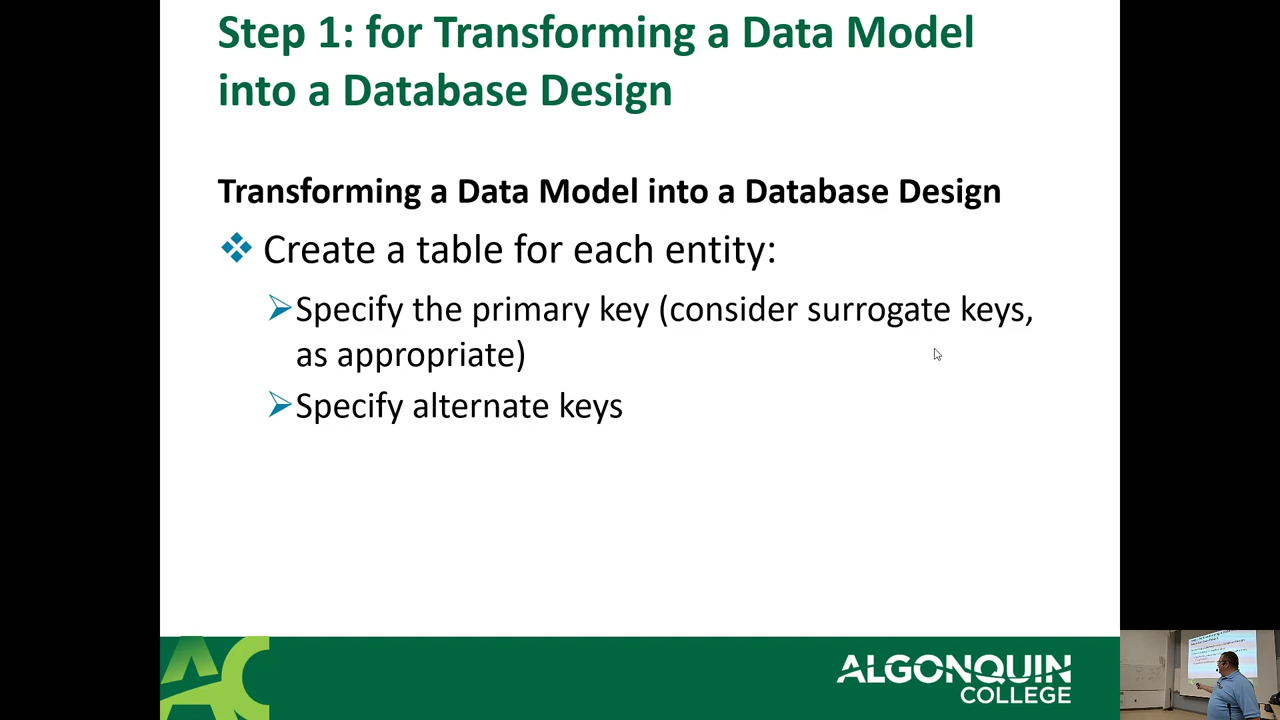 Step 1: for Transforming a Data Model
into a Database Design
Transforming a Data Model into a Database Design
Create a table for each entity:
Specify the primary key (consider surrogate keys,
as appropriate)
Specify alternate keys
AC
ALGONQUIN
COLLEGE